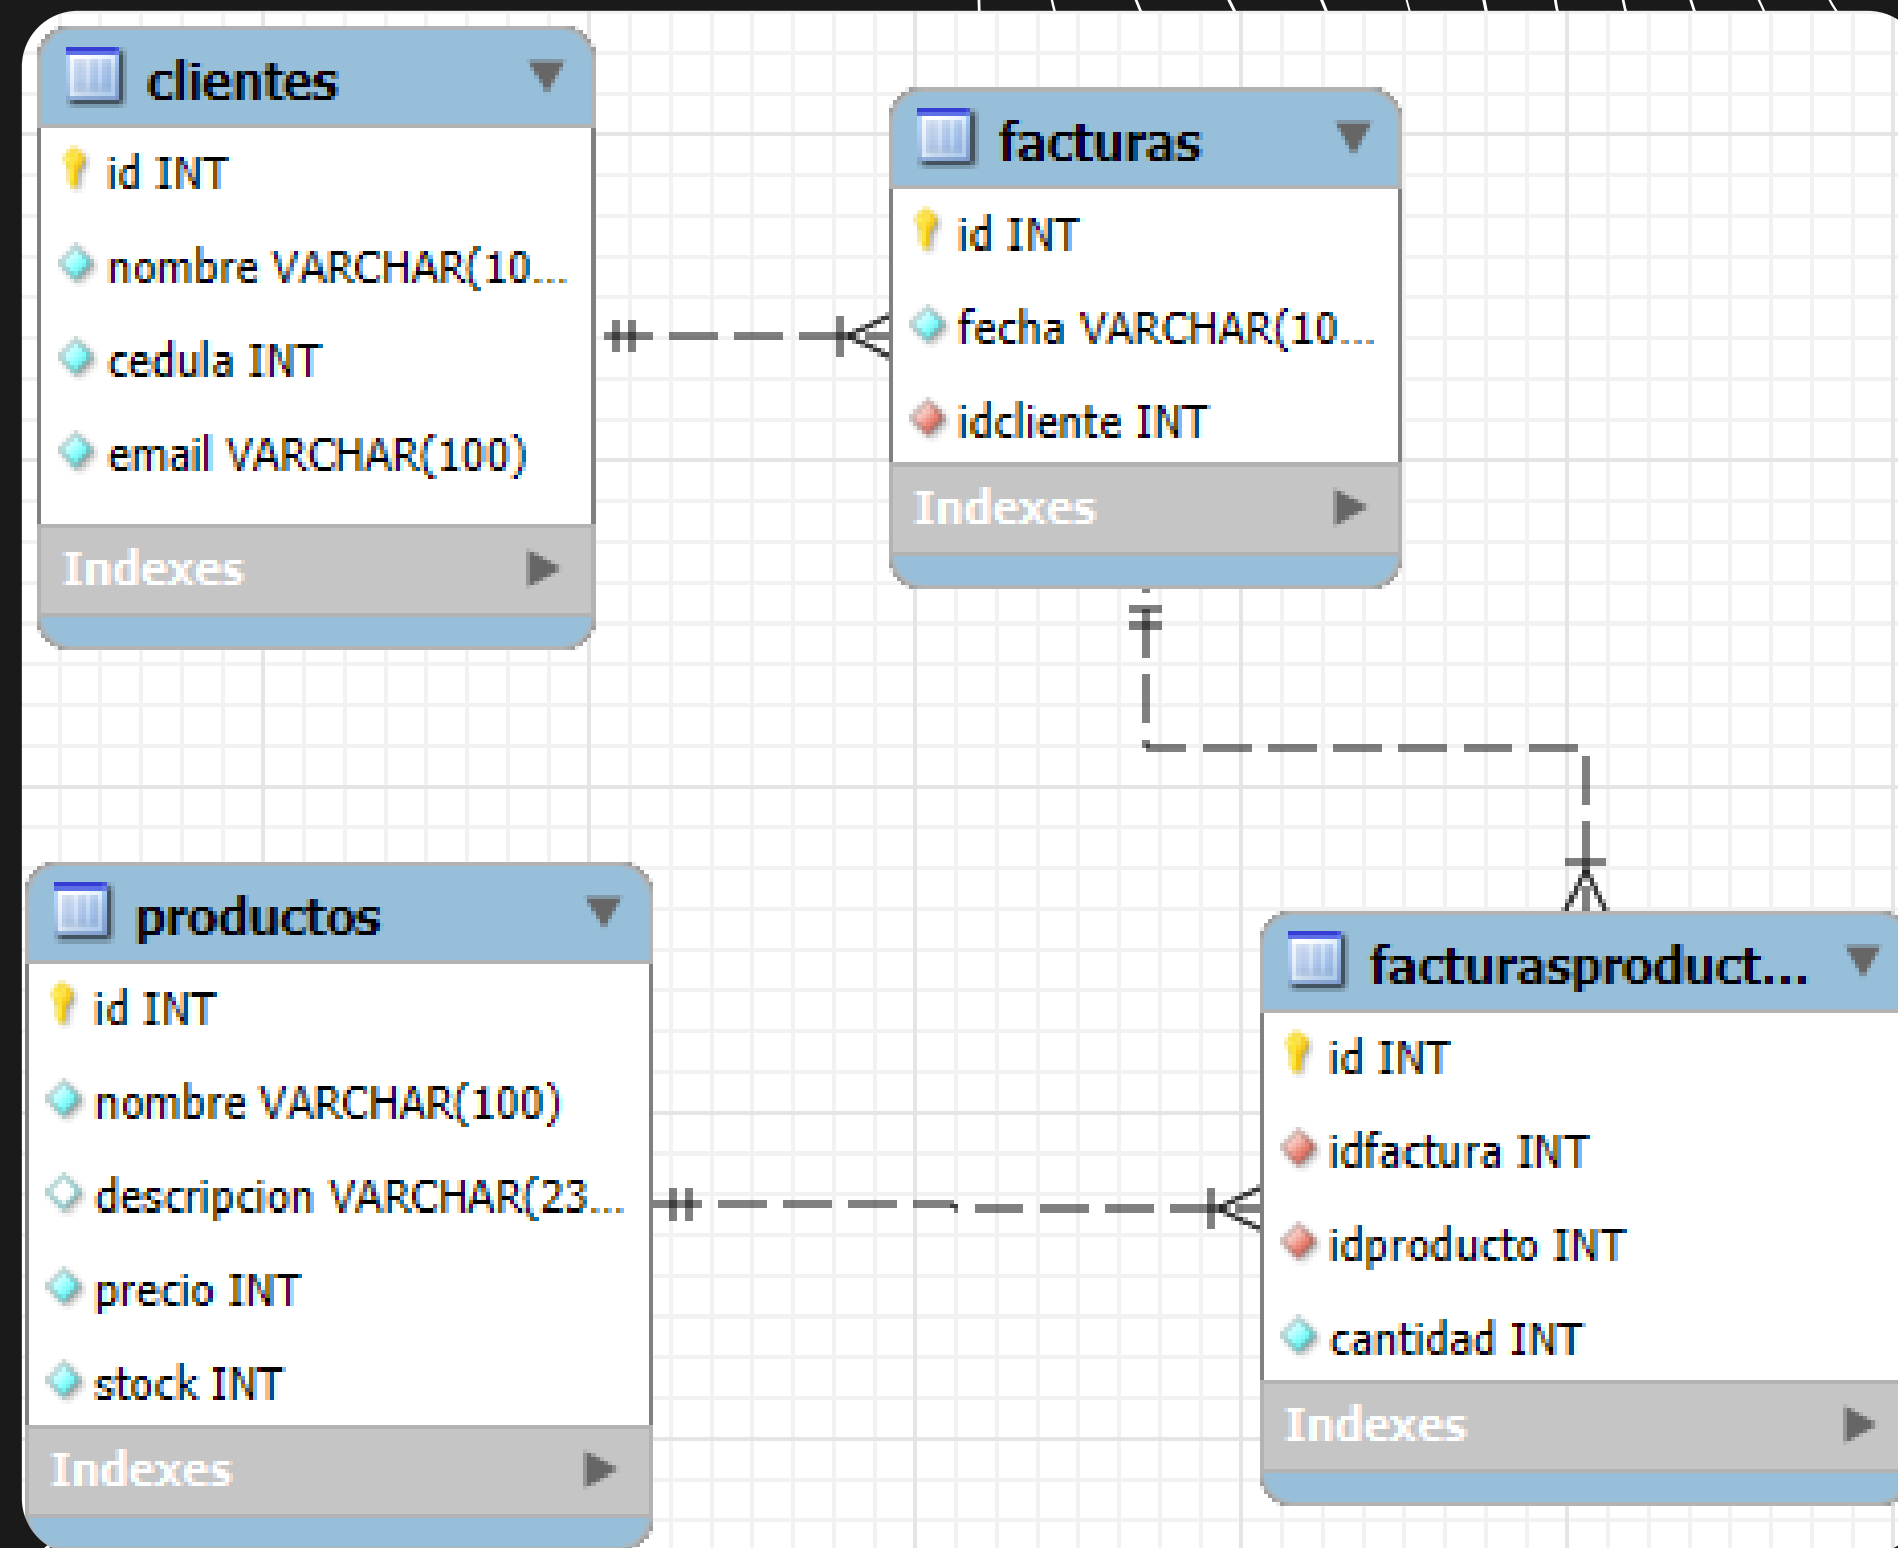 clientes
id INT
nombre VARCHAR(10...
cedula INT
email VARCHAR(100)
Indexes
facturas
id INT
fecha VARCHAR(10...
idcliente INT
Indexes
productos
id INT
nombre VARCHAR(100)
descripcion VARCHAR(23...
precio INT
stock INT
Indexes
facturasproduct...
id INT
idfactura INT
idproducto INT
cantidad INT
Indexes